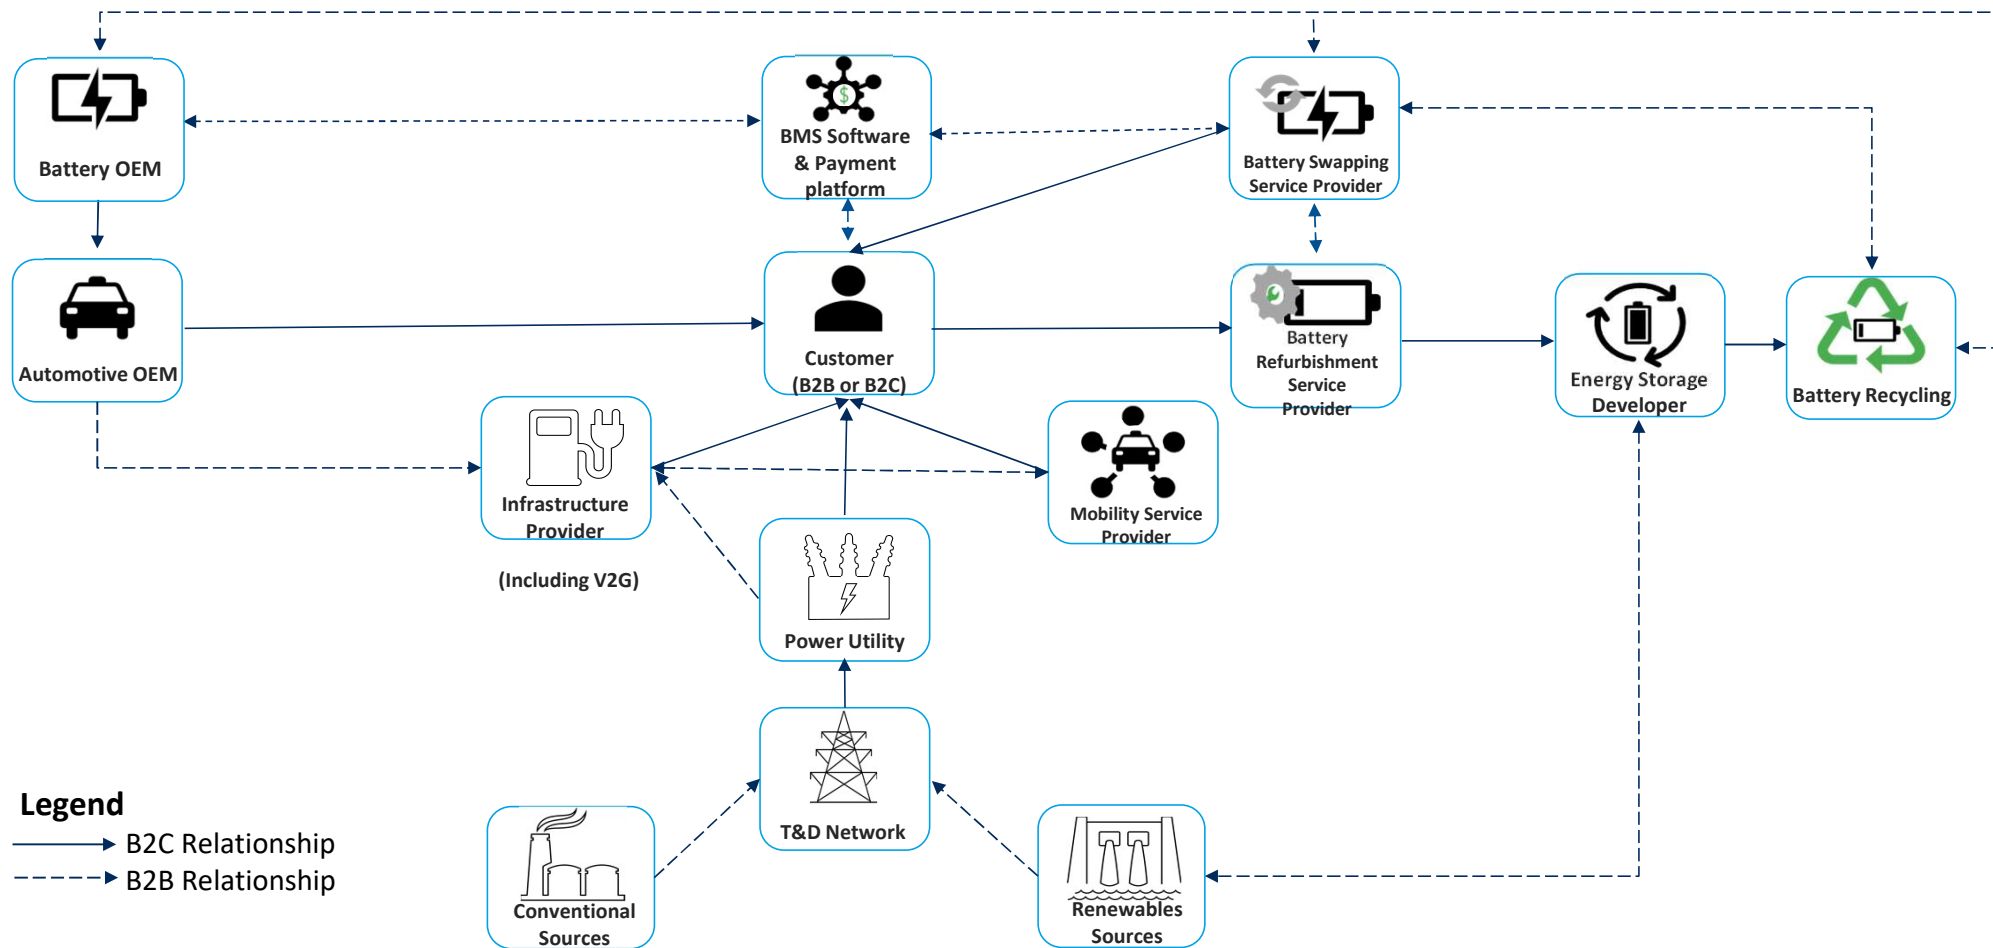 Battery OEM
$
BMS Software
& Payment
platform
Battery Swapping
Service Provider
Automotive OEM
Customer
(B2B or B2C)
Battery
Refurbishment
Service
Provider
Energy Storage
Developer
Battery Recycling
Infrastructure
Provider
(Including V2G)
Mobility Service
Provider
Power Utility
T&D Network
Conventional
Sources
Renewables
Sources
Legend
B2C Relationship
B2B Relationship